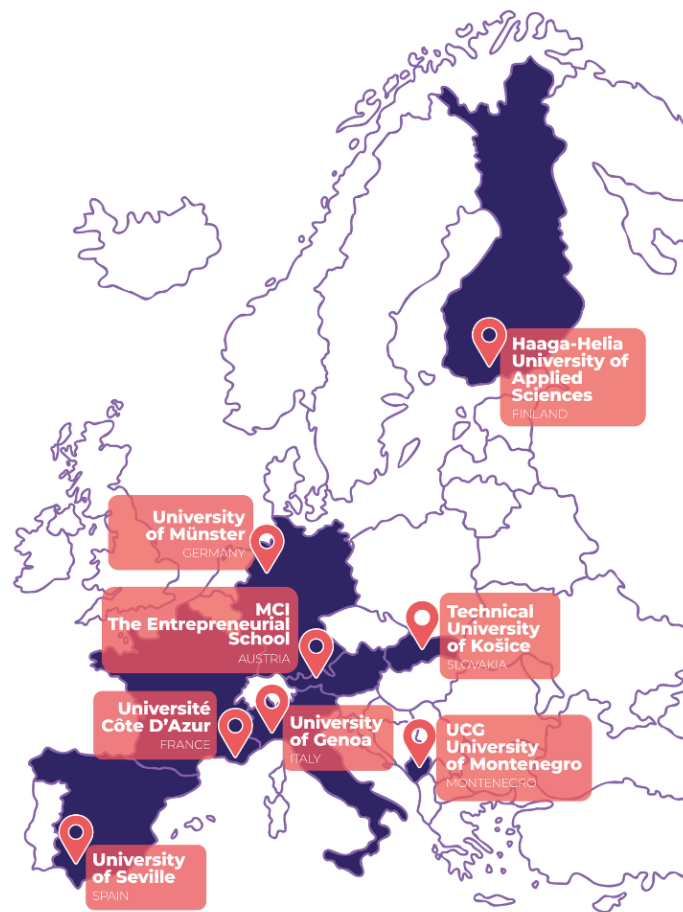 Haaga-Helia
University of
Applied
Sciences
FINLAND
University
of Münster
GERMANY
MCI
The Entrepreneurial
School
AUSTRIA
Technical
University
of Košice
SLOVAKIA
Université
Côte D'Azur
FRANCE
University
of Genoa
ITALY
UCG
University
of Montenegro
MONTENEGRO
University
of Seville
SPAIN